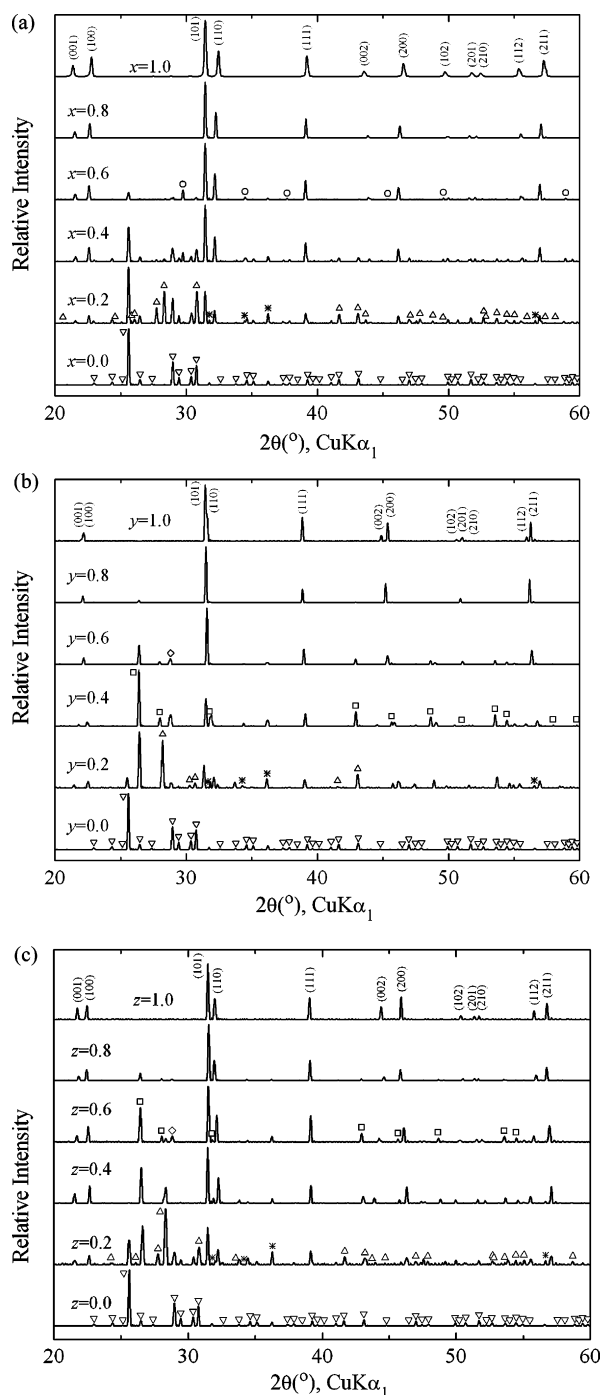 (a)
(001)
(100)
x=1.0
(101)
(110)
(111)
(002)
(200)
(102)
(201)
(210)
(112)
(211)
x=0.8
x=0.6
x=0.4
x=0.2
x=0.0
Relative Intensity
20 30 40 50 60
2θ(°), CuKα1
(b)
(001)
(100)
y=1.0
(101)
(110)
(111)
(002)
(200)
(102)
(201)
(210)
(112)
(211)
y=0.8
y=0.6
y=0.4
y=0.2
y=0.0
Relative Intensity
20 30 40 50 60
2θ(°), CuKα1
(c)
(001)
(100)
z=1.0
(101)
(110)
(111)
(002)
(200)
(102)
(201)
(210)
(112)
(211)
z=0.8
z=0.6
z=0.4
z=0.2
z=0.0
Relative Intensity
20 30 40 50 60
2θ(°), CuKα1